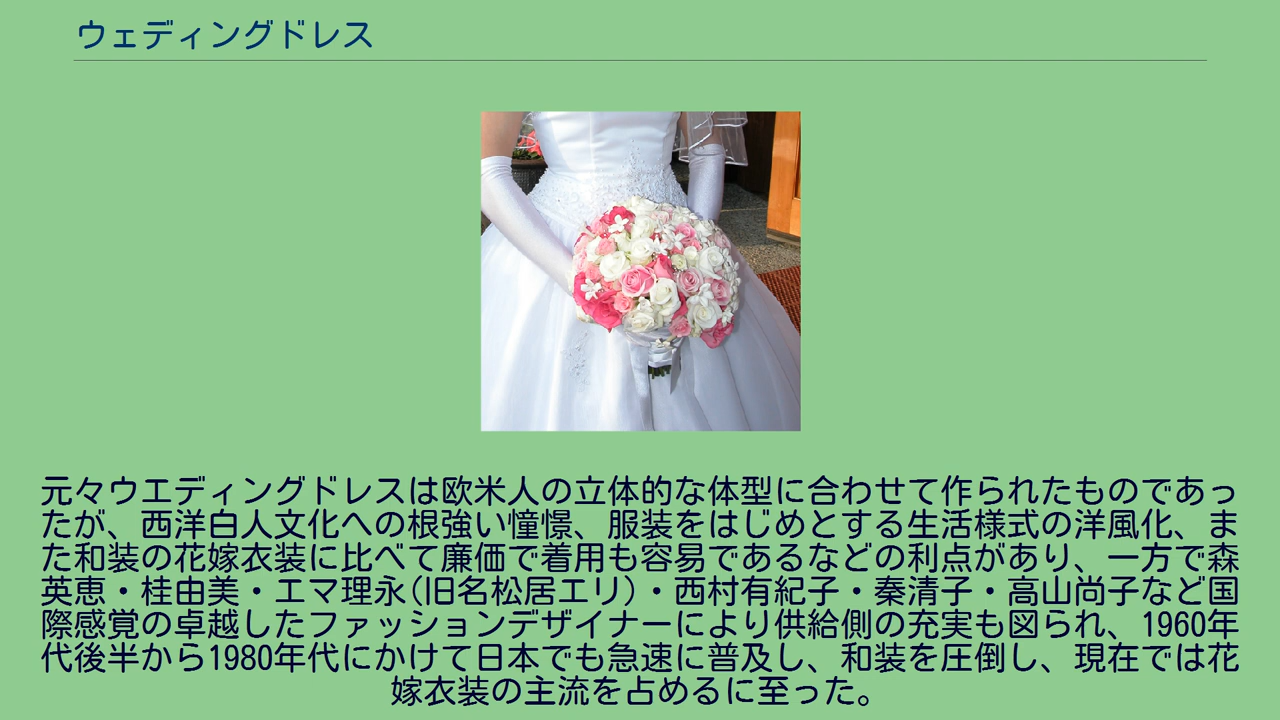 ウェディングドレス
元々ウエディングドレスは欧米人の立体的な体型に合わせて作られたものであっ
たが、西洋白人文化への根強い憧憬、服装をはじめとする生活様式の洋風化、ま
た和装の花嫁衣装に比べて廉価で着用も容易であるなどの利点があり、一方で森
英恵・桂由美・エマ理永(旧名松居エリ)・西村有紀子・秦清子・高山尚子など国
際感覚の卓越したファッションデザイナーにより供給側の充実も図られ、1960年
代後半から1980年代にかけて日本でも急速に普及し、和装を圧倒し、現在では花
嫁衣装の主流を占めるに至った。